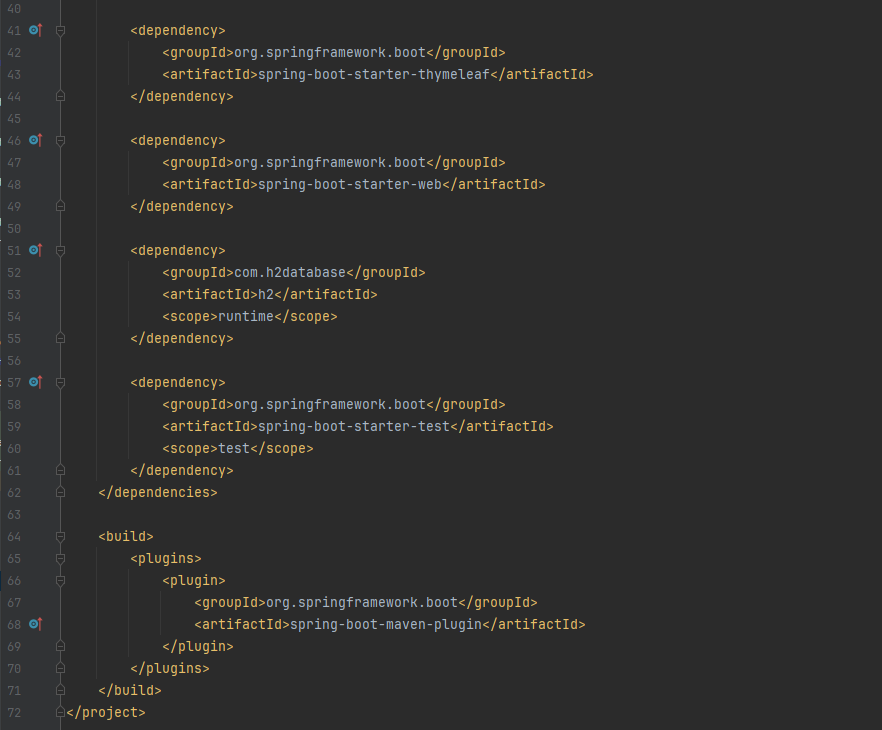 40
41 <dependency>
42 <groupId>org.springframework.boot</groupId>
43 <artifactId>spring-boot-starter-thymeleaf</artifactId>
44 </dependency>
45
46 <dependency>
47 <groupId>org.springframework.boot</groupId>
48 <artifactId>spring-boot-starter-web</artifactId>
49 </dependency>
50
51 <dependency>
52 <groupId>com.h2database</groupId>
53 <artifactId>h2</artifactId>
54 <scope>runtime</scope>
55 </dependency>
56
57 <dependency>
58 <groupId>org.springframework.boot</groupId>
59 <artifactId>spring-boot-starter-test</artifactId>
60 <scope>test</scope>
61 </dependency>
62 </dependencies>
63
64 <build>
65 <plugins>
66 <plugin>
67 <groupId>org.springframework.boot</groupId>
68 <artifactId>spring-boot-maven-plugin</artifactId>
69 </plugin>
70 </plugins>
71 </build>
72 </project>